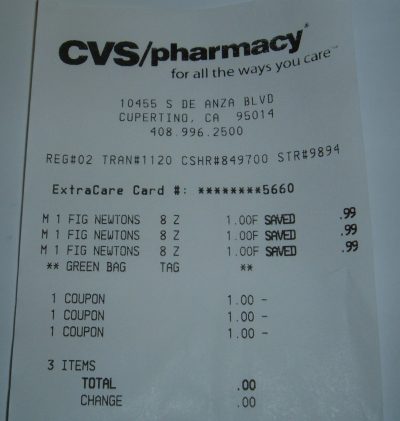 CVS/pharmacy®
for all the ways you care™
10455 S DE ANZA BLVD
CUPERTINO, CA 95014
408.996.2500
REG#02 TRAN#1120 CSHR#849700 STR#9894
ExtraCare Card #: ********5660
M 1 FIG NEWTONS 8 Z 1.00F SAVED .99
M 1 FIG NEWTONS 8 Z 1.00F SAVED .99
M 1 FIG NEWTONS 8 Z 1.00F SAVED .99
** GREEN BAG TAG **
1 COUPON 1.00 -
1 COUPON 1.00 -
1 COUPON 1.00 -
3 ITEMS
TOTAL .00
CHANGE .00